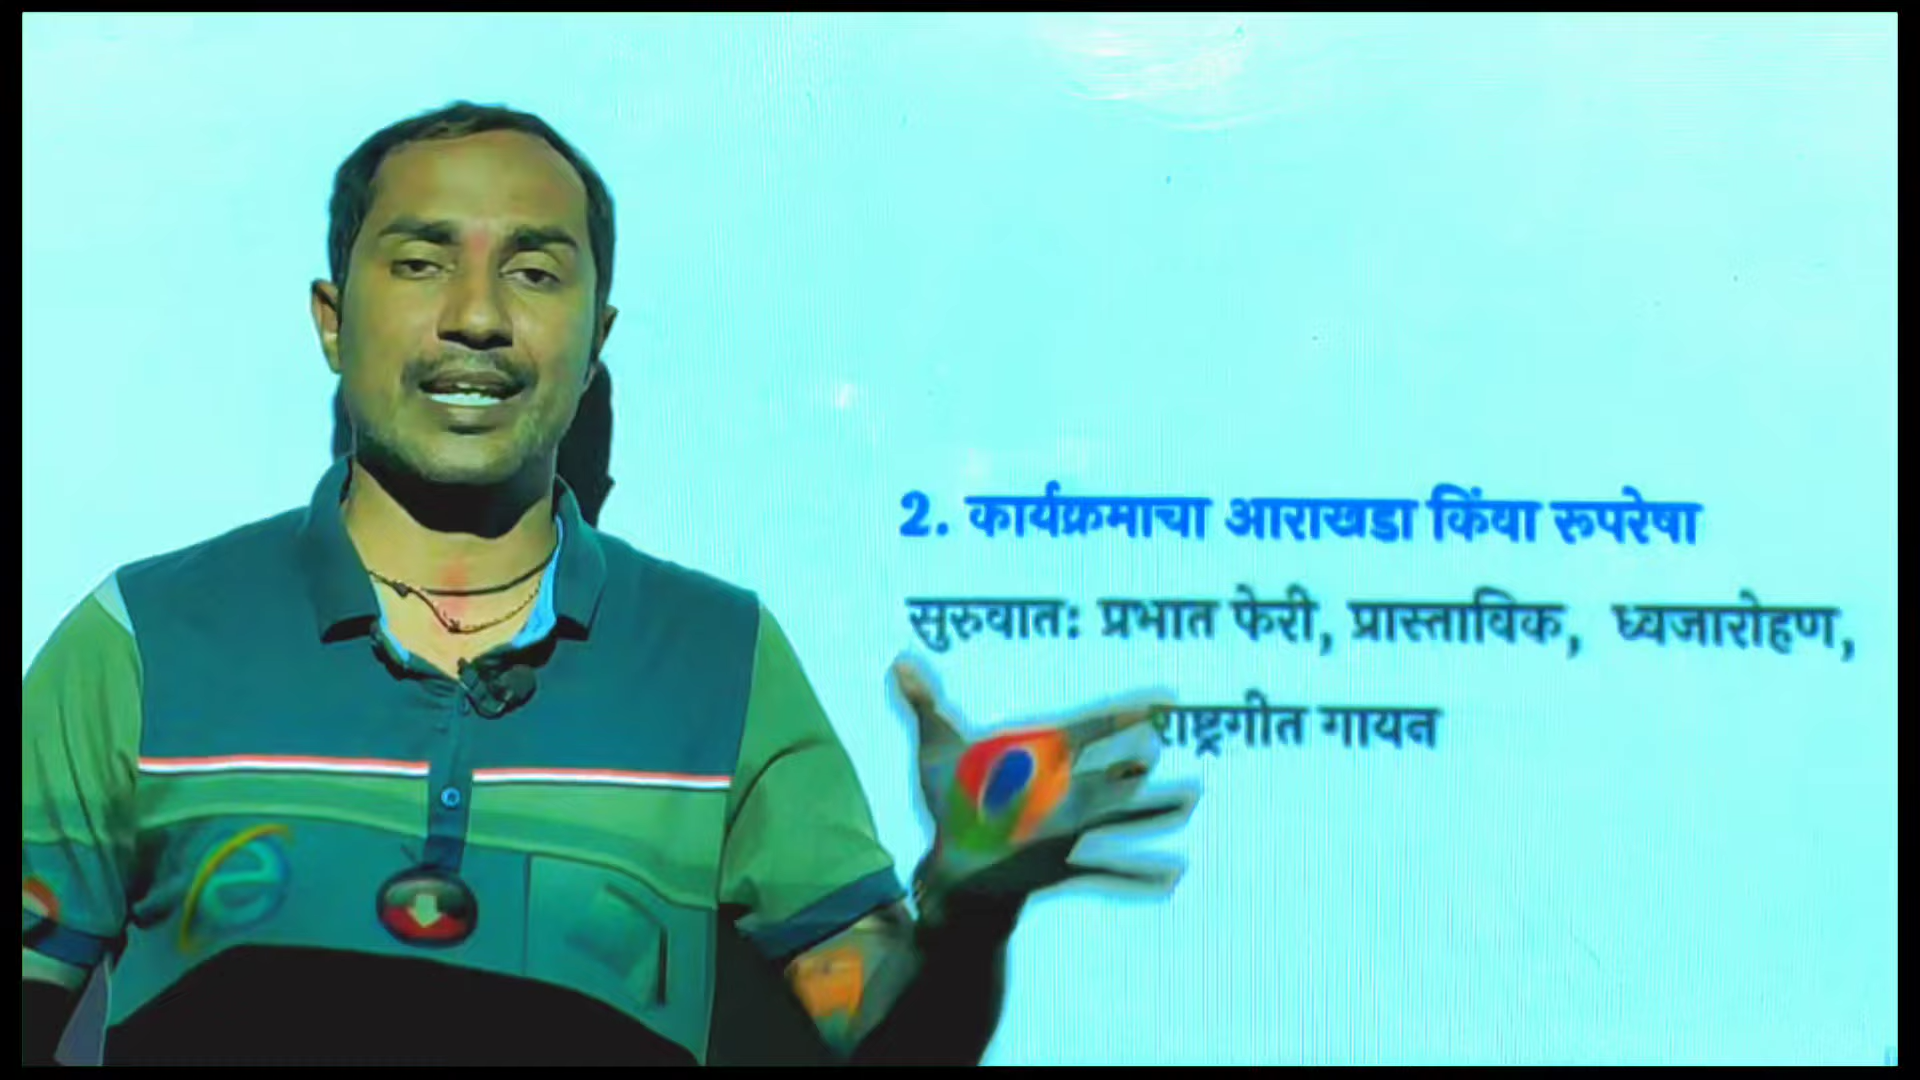 2. कार्यक्रमाचा आराखडा किंवा रूपरेषा
सुरुवात: प्रभात फेरी, प्रास्ताविक, ध्वजारोहण,
राष्ट्रगीत गायन